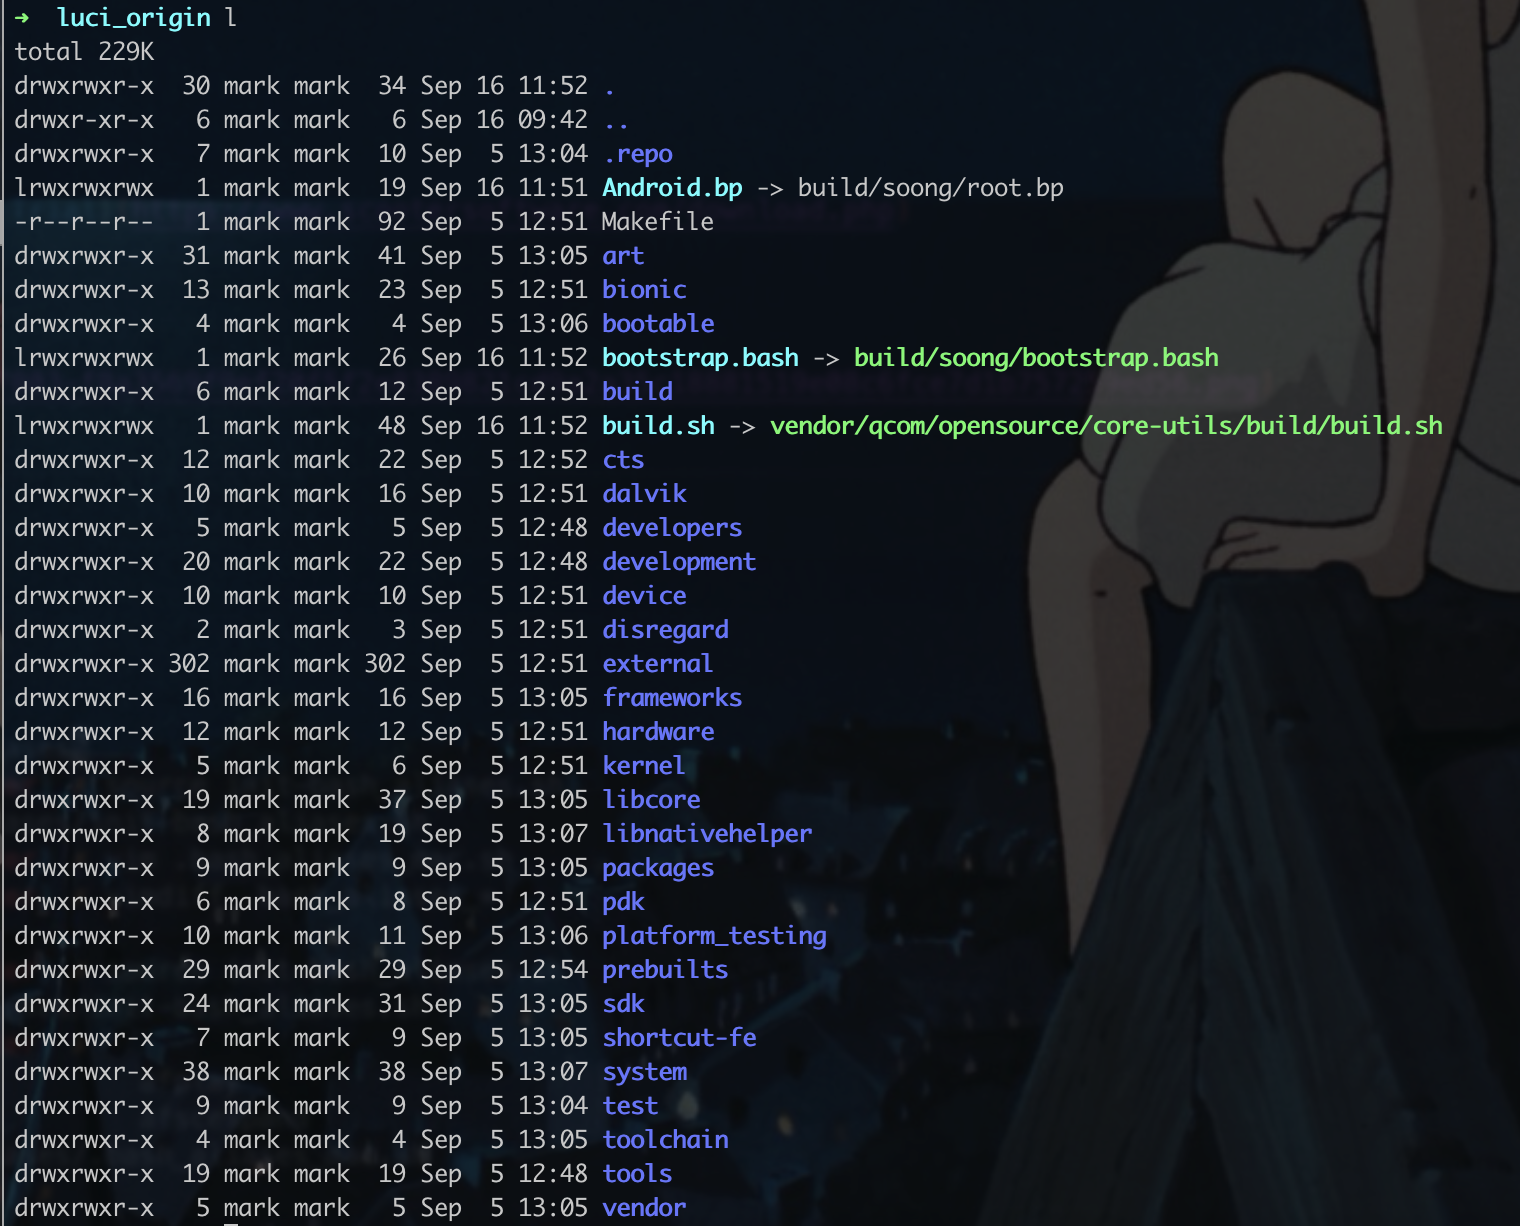 ➜  luci_origin l
total 229K
drwxrwxr-x  30 mark mark  34 Sep 16 11:52 .
drwxr-xr-x   6 mark mark   6 Sep 16 09:42 ..
drwxrwxr-x   7 mark mark  10 Sep  5 13:04 .repo
lrwxrwxrwx   1 mark mark  19 Sep 16 11:51 Android.bp -> build/soong/root.bp
-r--r--r--   1 mark mark  92 Sep  5 12:51 Makefile
drwxrwxr-x  31 mark mark  41 Sep  5 13:05 art
drwxrwxr-x  13 mark mark  23 Sep  5 12:51 bionic
drwxrwxr-x   4 mark mark   4 Sep  5 13:06 bootable
lrwxrwxrwx   1 mark mark  26 Sep 16 11:52 bootstrap.bash -> build/soong/bootstrap.bash
drwxrwxr-x   6 mark mark  12 Sep  5 12:51 build
lrwxrwxrwx   1 mark mark  48 Sep 16 11:52 build.sh -> vendor/qcom/opensource/core-utils/build/build.sh
drwxrwxr-x  12 mark mark  22 Sep  5 12:52 cts
drwxrwxr-x  10 mark mark  16 Sep  5 12:51 dalvik
drwxrwxr-x   5 mark mark   5 Sep  5 12:48 developers
drwxrwxr-x  20 mark mark  22 Sep  5 12:48 development
drwxrwxr-x  10 mark mark  10 Sep  5 12:51 device
drwxrwxr-x   2 mark mark   3 Sep  5 12:51 disregard
drwxrwxr-x 302 mark mark 302 Sep  5 12:51 external
drwxrwxr-x  16 mark mark  16 Sep  5 13:05 frameworks
drwxrwxr-x  12 mark mark  12 Sep  5 12:51 hardware
drwxrwxr-x   5 mark mark   6 Sep  5 12:51 kernel
drwxrwxr-x  19 mark mark  37 Sep  5 13:05 libcore
drwxrwxr-x   8 mark mark  19 Sep  5 13:07 libnativehelper
drwxrwxr-x   9 mark mark   9 Sep  5 13:05 packages
drwxrwxr-x   6 mark mark   8 Sep  5 12:51 pdk
drwxrwxr-x  10 mark mark  11 Sep  5 13:06 platform_testing
drwxrwxr-x  29 mark mark  29 Sep  5 12:54 prebuilts
drwxrwxr-x  24 mark mark  31 Sep  5 13:05 sdk
drwxrwxr-x   7 mark mark   9 Sep  5 13:05 shortcut-fe
drwxrwxr-x  38 mark mark  38 Sep  5 13:07 system
drwxrwxr-x   9 mark mark   9 Sep  5 13:04 test
drwxrwxr-x   4 mark mark   4 Sep  5 13:05 toolchain
drwxrwxr-x  19 mark mark  19 Sep  5 12:48 tools
drwxrwxr-x   5 mark mark   5 Sep  5 13:05 vendor